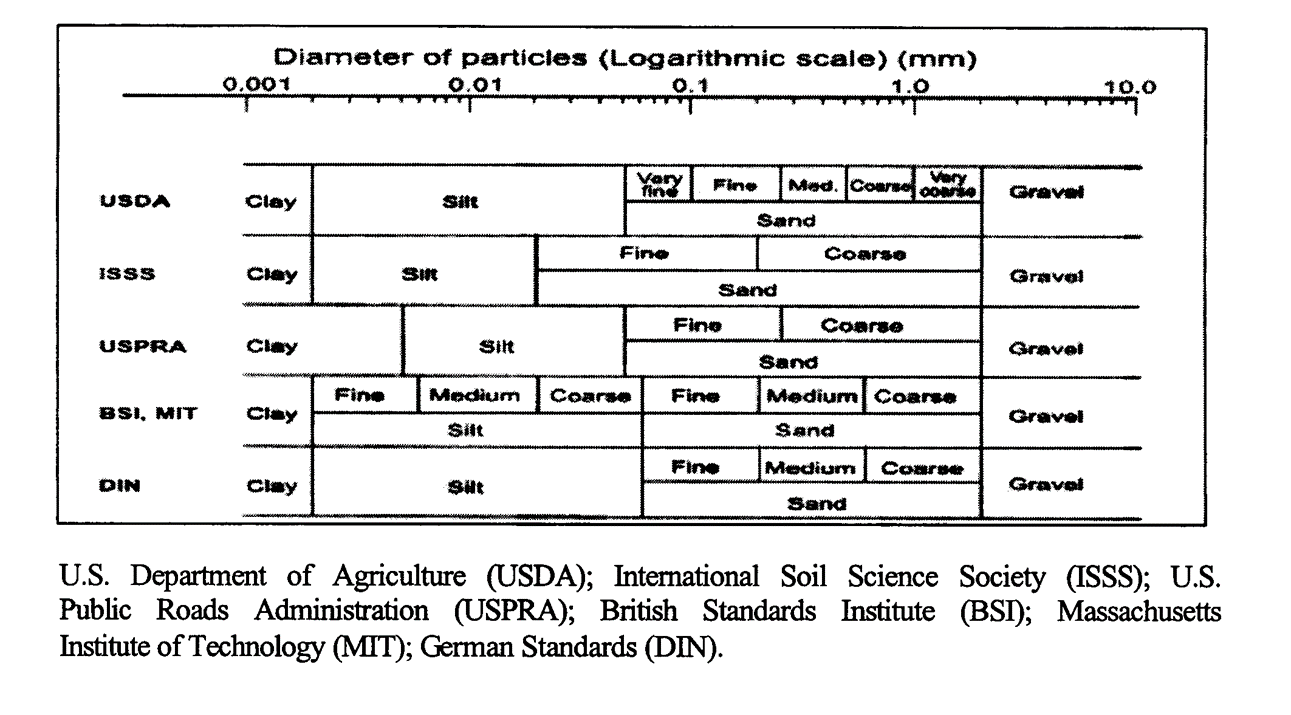 Diameter of particles (Logarithmic scale) (mm)
0.001 0.01 0.1 1.0 10.0
USDA Clay Silt Very fine Fine Med. Coarse Very coarse Gravel
Sand
ISSS Clay Silt Fine Coarse Gravel
Sand
USPRA Clay Silt Fine Coarse Gravel
Sand
BSI, MIT Clay Fine Medium Coarse Fine Medium Coarse Gravel
Silt Sand
DIN Clay Silt Fine Medium Coarse Gravel
Sand
U.S. Department of Agriculture (USDA); International Soil Science Society (ISSS); U.S.
Public Roads Administration (USPRA); British Standards Institute (BSI); Massachusetts
Institute of Technology (MIT); German Standards (DIN).